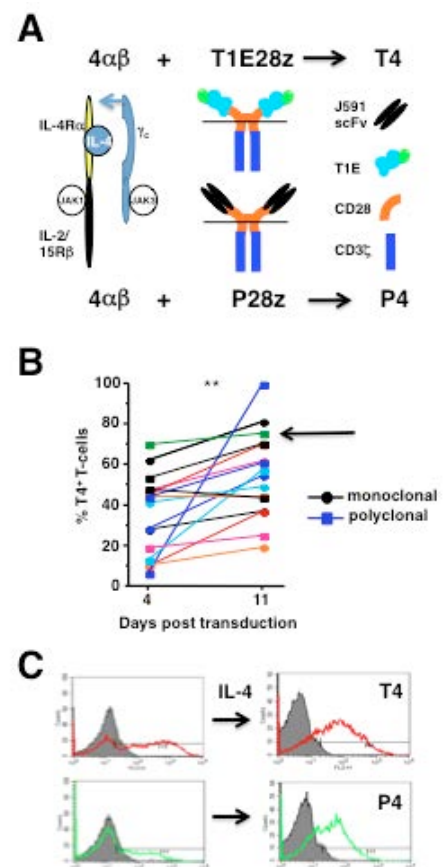 A
4αβ + T1E28z T4
IL-4Rα
IL-4
γc
JAK1
JAK3
IL-2/
15Rβ
J591
scFv
T1E
CD28
CD3ζ
4αβ + P28z P4
B
**
% T4+ T-cells
100
80
60
40
20
0
4 11
Days post transduction
monoclonal
polyclonal
C
IL-4
T4
P4